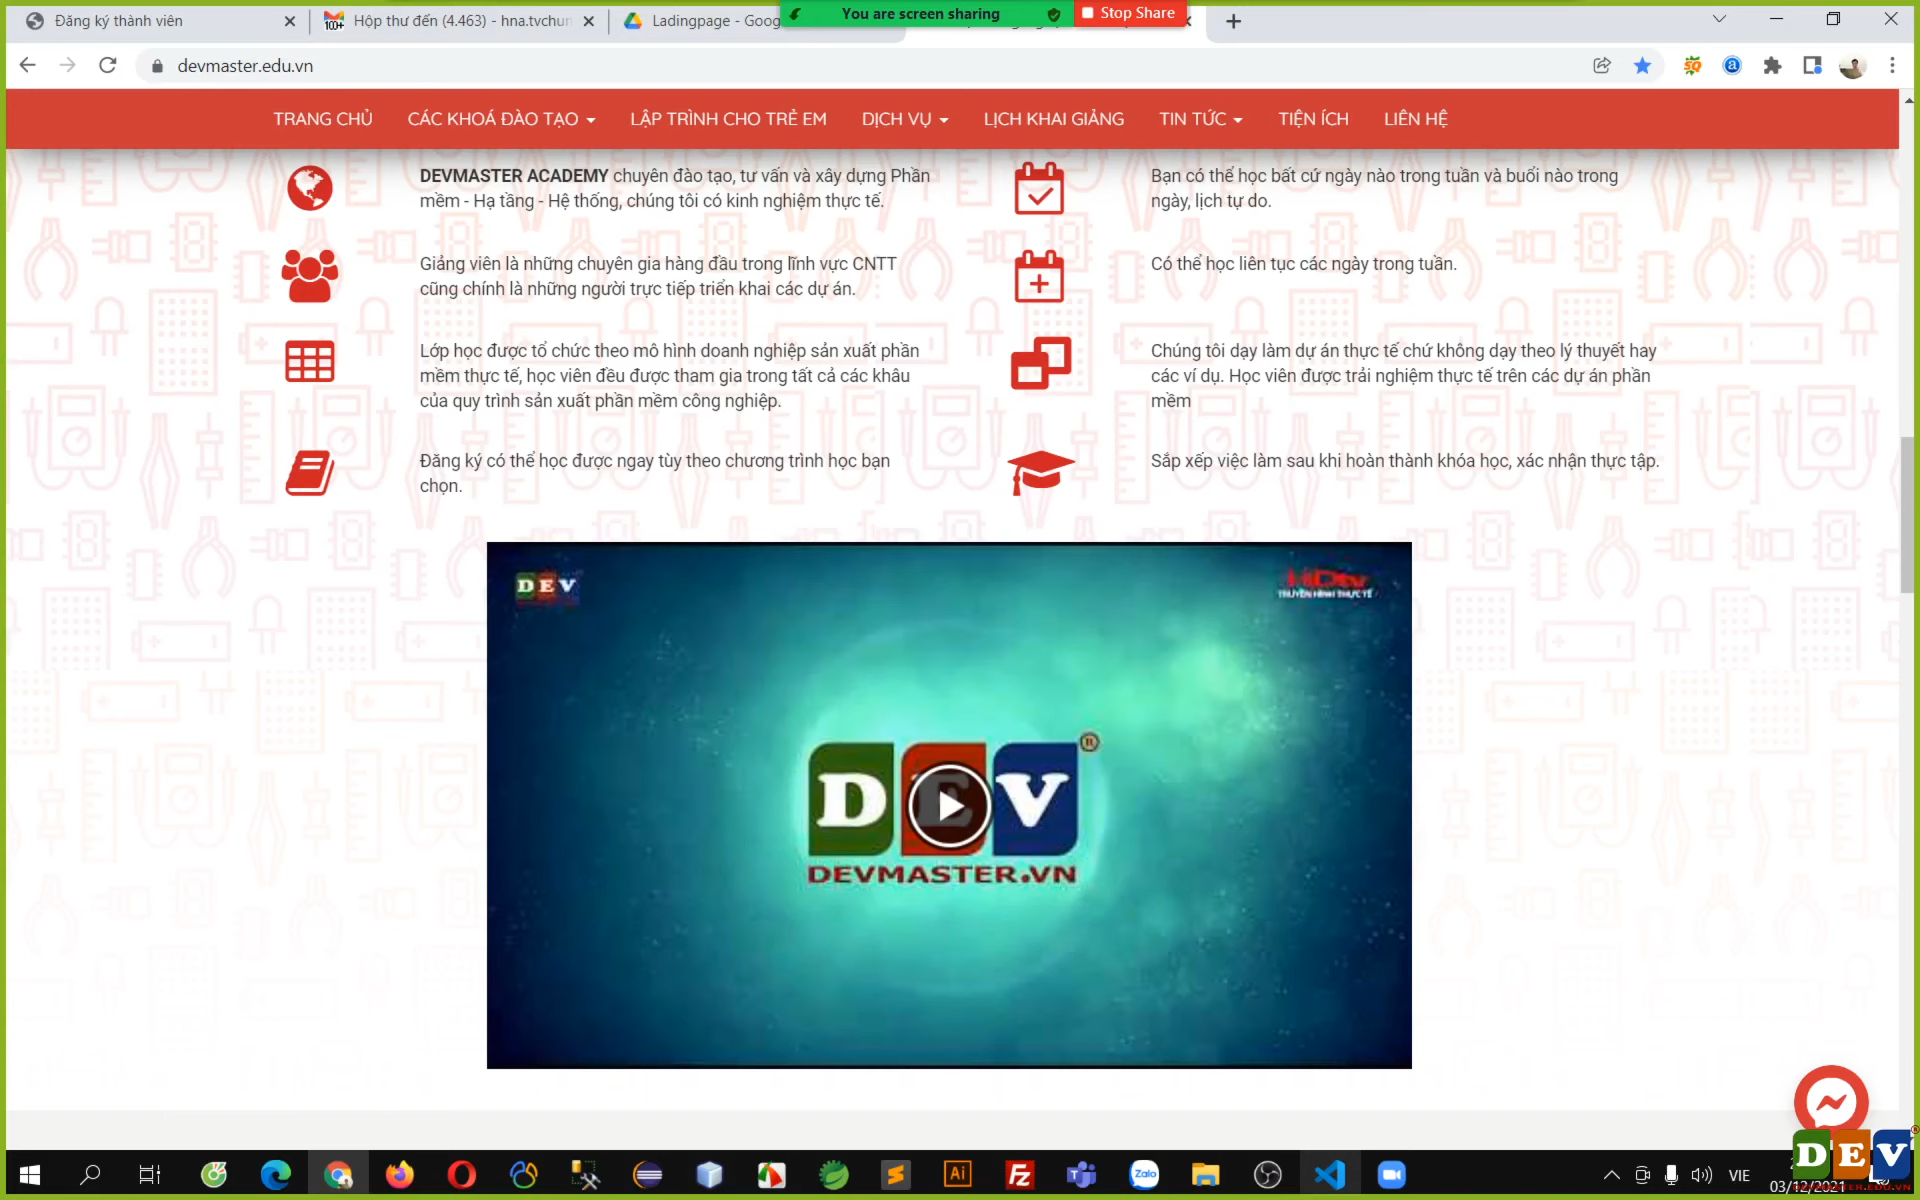 Đăng ký thành viên
Hộp thư đến (4.463) - hna.tvchun
Ladingpage - Goog
You are screen sharing
Stop Share
devmaster.edu.vn
TRANG CHỦ
CÁC KHOÁ ĐÀO TẠO
LẬP TRÌNH CHO TRẺ EM
DỊCH VỤ
LỊCH KHAI GIẢNG
TIN TỨC
TIỆN ÍCH
LIÊN HỆ
DEVMASTER ACADEMY chuyên đào tạo, tư vấn và xây dựng Phần
mềm - Hạ tầng - Hệ thống, chúng tôi có kinh nghiệm thực tế.
Bạn có thể học bất cứ ngày nào trong tuần và buổi nào trong
ngày, lịch tự do.
Giảng viên là những chuyên gia hàng đầu trong lĩnh vực CNTT
cũng chính là những người trực tiếp triển khai các dự án.
Có thể học liên tục các ngày trong tuần.
Lớp học được tổ chức theo mô hình doanh nghiệp sản xuất phần
mềm thực tế, học viên đều được tham gia trong tất cả các khâu
của quy trình sản xuất phần mềm công nghiệp.
Chúng tôi dạy làm dự án thực tế chứ không dạy theo lý thuyết hay
các ví dụ. Học viên được trải nghiệm thực tế trên các dự án phần
mềm
Đăng ký có thể học được ngay tùy theo chương trình học bạn
chọn.
Sắp xếp việc làm sau khi hoàn thành khóa học, xác nhận thực tập.
DEV
HDtv
TRUYỀN HÌNH THỰC TẾ
DEV
DEVMASTER.VN
VIE
03/12/2021
DEV
DEVMASTER.EDU.VN